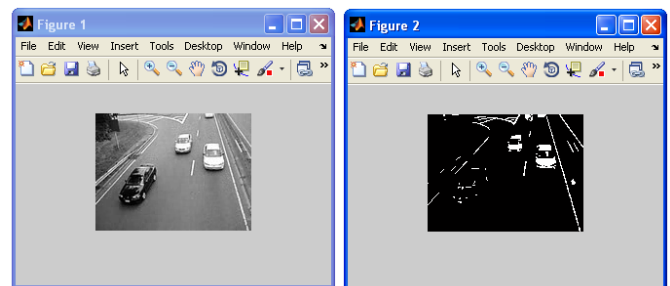 Figure 1
File Edit View Insert Tools Desktop Window Help
Figure 2
File Edit View Insert Tools Desktop Window Help